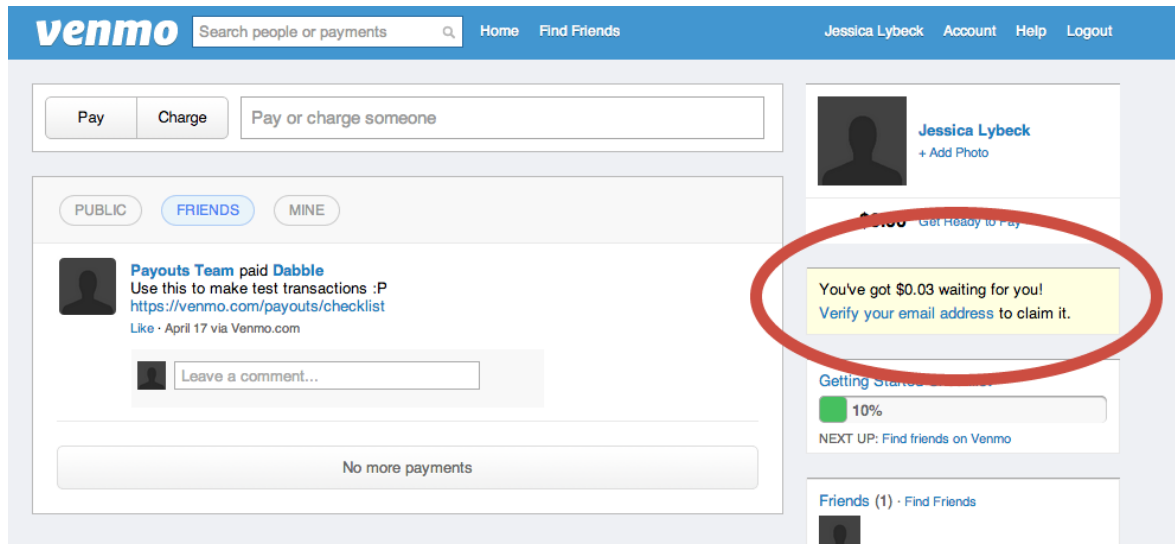 venmo Search people or payments Home Find Friends Jessica Lybeck Account Help Logout
Pay Charge Pay or charge someone
PUBLIC FRIENDS MINE
Payouts Team paid Dabble
Use this to make test transactions :P
https://venmo.com/payouts/checklist
Like · April 17 via Venmo.com
Leave a comment...
No more payments
Jessica Lybeck
+ Add Photo
Get Ready to Pay
You've got $0.03 waiting for you!
Verify your email address to claim it.
Getting Started
10%
NEXT UP: Find friends on Venmo
Friends (1) · Find Friends